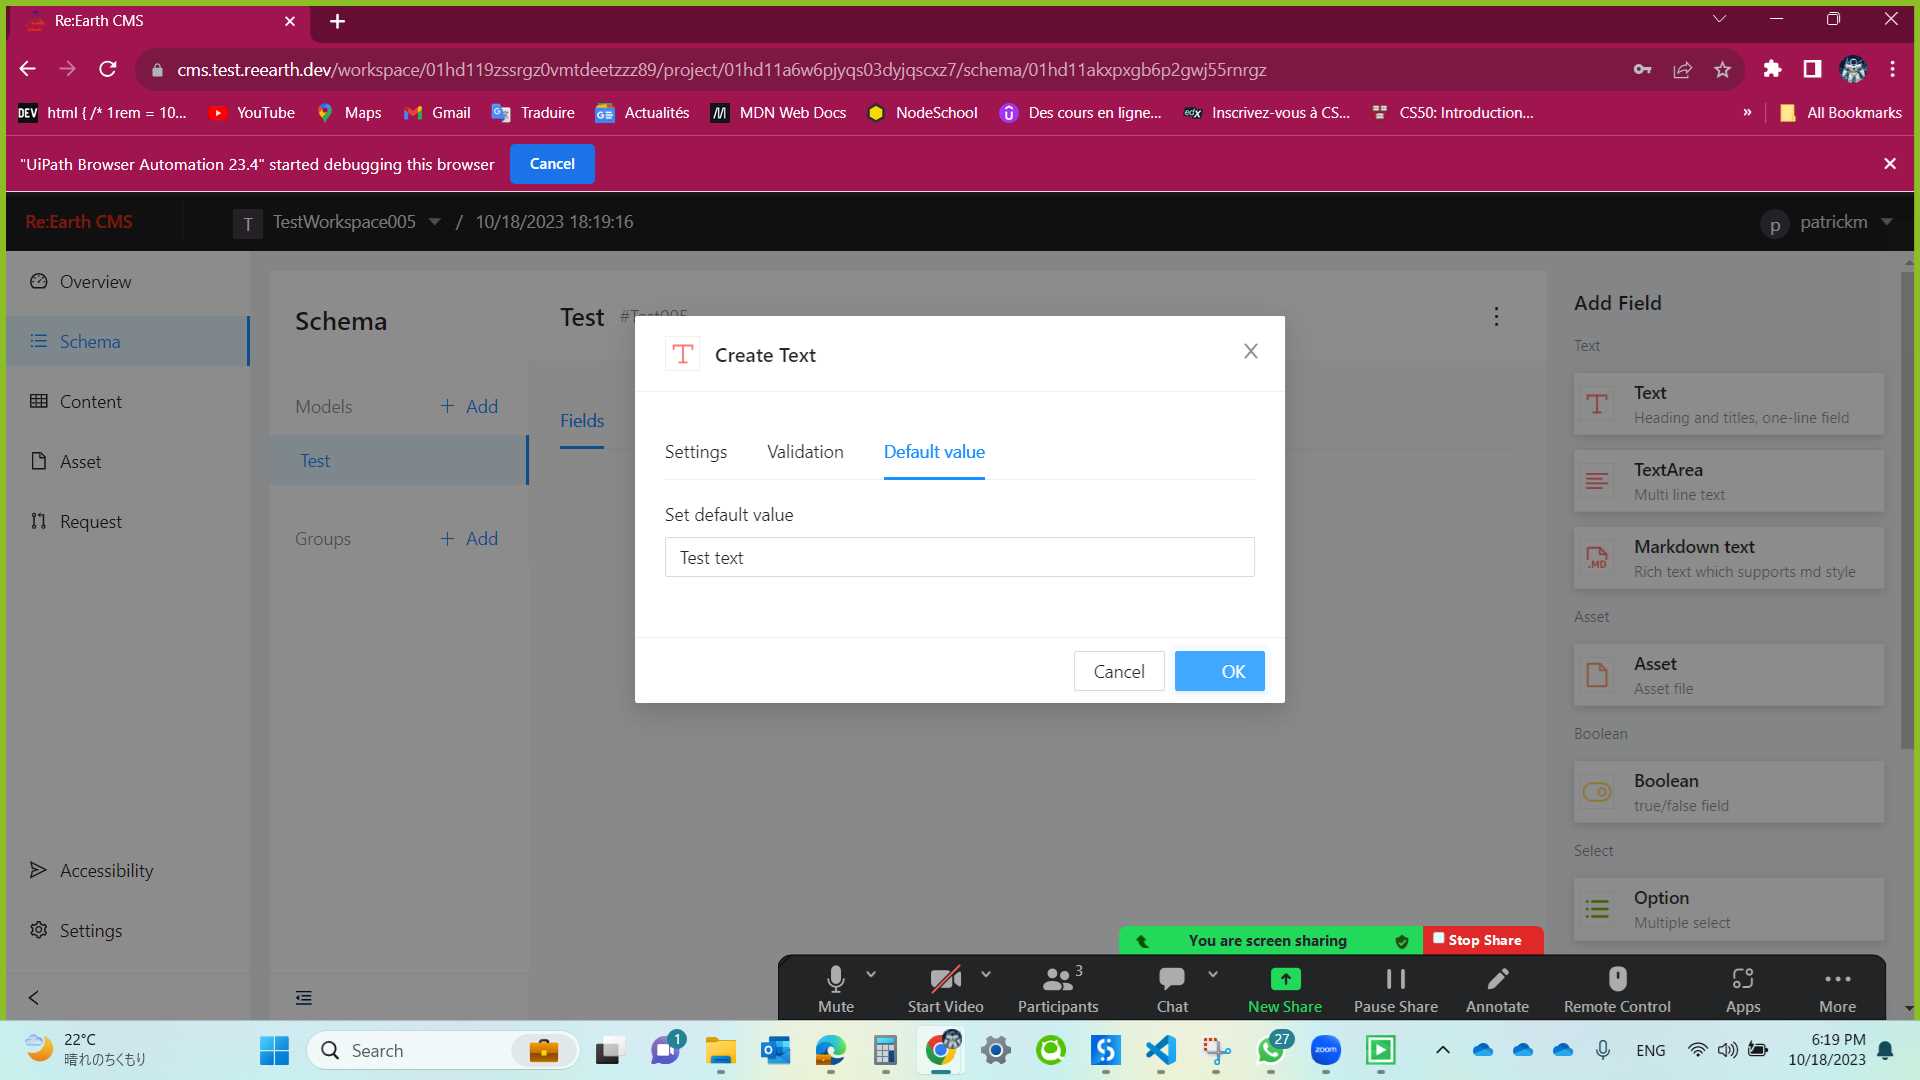 Re:Earth CMS
cms.test.reearth.dev/workspace/01hd119zssrgz0vmtdeetzzz89/project/01hd11a6w6pjyqs03dyjqscxz7/schema/01hd11akxpxgb6p2gwj55rnrgz
DEV html { /* 1rem = 10... YouTube Maps Gmail Traduire Actualités MDN Web Docs NodeSchool Des cours en ligne... edX Inscrivez-vous à CS... CS50: Introduction... » All Bookmarks
"UiPath Browser Automation 23.4" started debugging this browser Cancel
Re:Earth CMS T TestWorkspace005 / 10/18/2023 18:19:16 p patrickm
Overview
Schema
Content
Asset
Request
Accessibility
Settings
Schema
Models + Add
Test
Groups + Add
Test #Test005
Fields
Create Text
Settings Validation Default value
Set default value
Test text
Cancel OK
Add Field
Text
Text
Heading and titles, one-line field
TextArea
Multi line text
Markdown text
Rich text which supports md style
Asset
Asset
Asset file
Boolean
Boolean
true/false field
Select
Option
Multiple select
You are screen sharing Stop Share
Mute Start Video Participants 3 Chat New Share Pause Share Annotate Remote Control Apps More
22°C
晴れのちくもり
Search
1
27
zoom
ENG
6:19 PM
10/18/2023